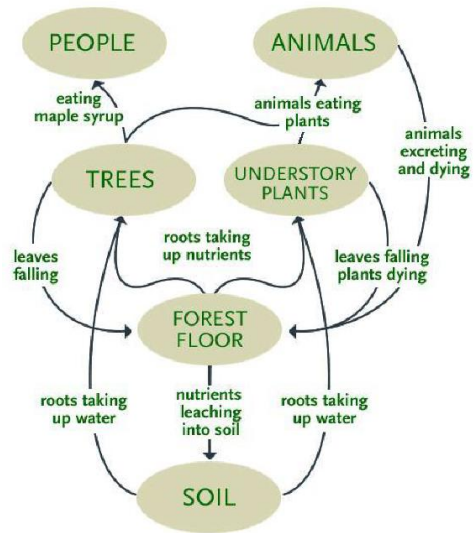 PEOPLE
ANIMALS
eating
maple syrup
animals eating
plants
animals
excreting
and dying
TREES
UNDERSTORY
PLANTS
roots taking
up nutrients
leaves
falling
leaves falling
plants dying
FOREST
FLOOR
roots taking
up water
nutrients
leaching
into soil
roots taking
up water
SOIL